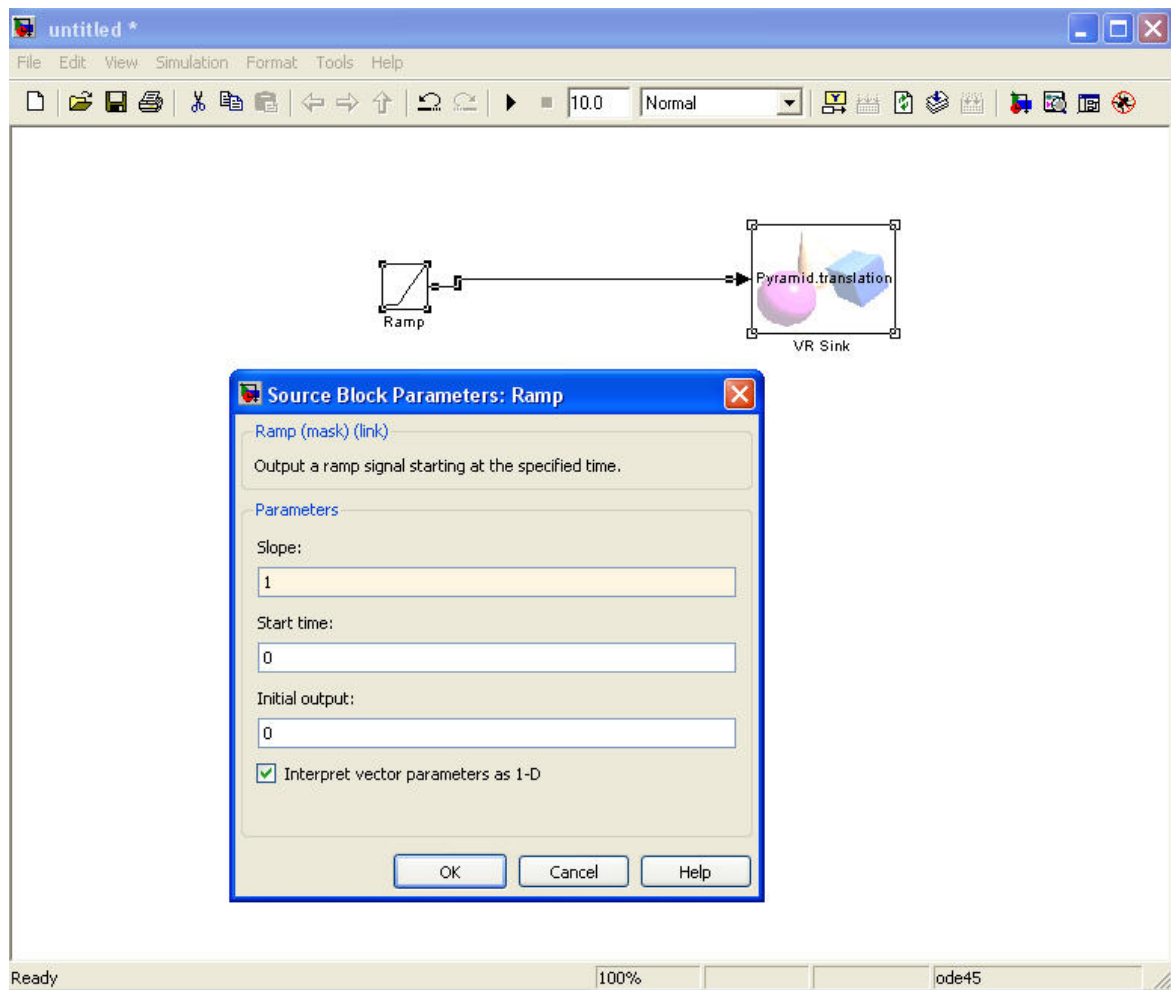 untitled *
File Edit View Simulation Format Tools Help
10.0 Normal
Pyramid.translation
Ramp
VR Sink
Source Block Parameters: Ramp
Ramp (mask) (link)
Output a ramp signal starting at the specified time.
Parameters
Slope:
1
Start time:
0
Initial output:
0
Interpret vector parameters as 1-D
OK Cancel Help
Ready 100% ode45